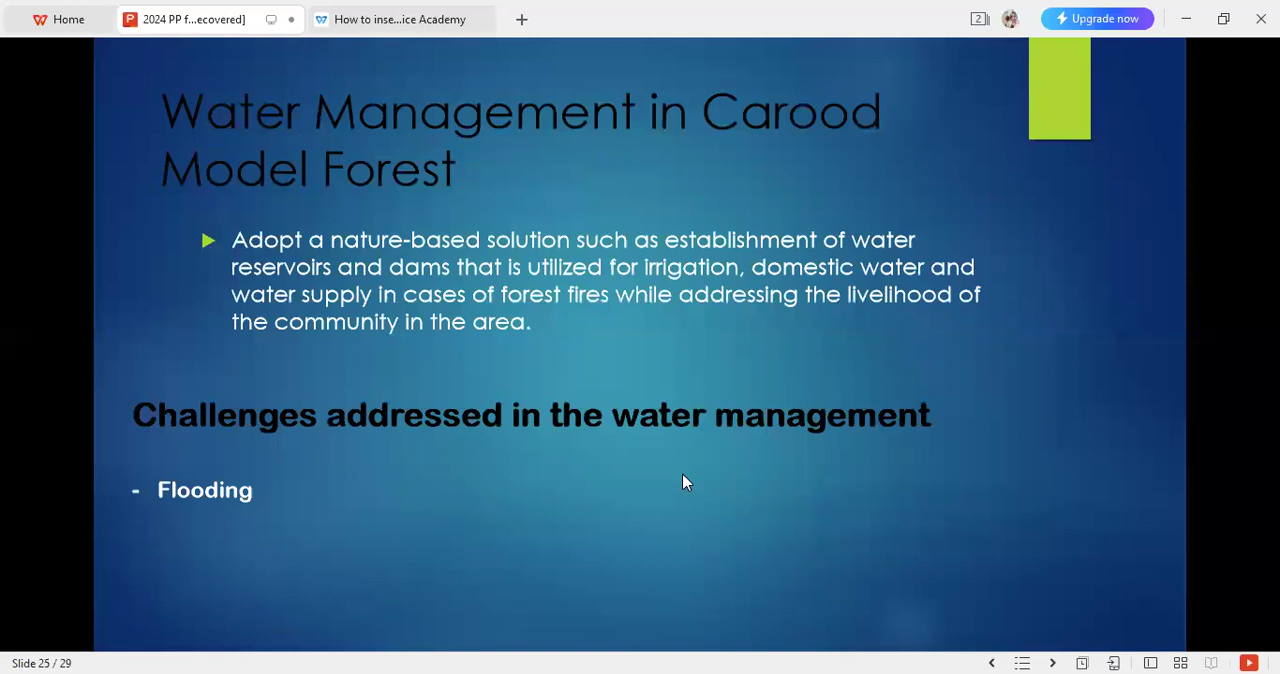 Home
2024 PP f...ecovered]
How to inse...ice Academy
2
Upgrade now
Water Management in Carood
Model Forest
Adopt a nature-based solution such as establishment of water
reservoirs and dams that is utilized for irrigation, domestic water and
water supply in cases of forest fires while addressing the livelihood of
the community in the area.
Challenges addressed in the water management
- Flooding
Slide 25 / 29